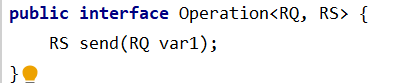 public interface Operation<RQ, RS> {
    RS send(RQ var1);
}